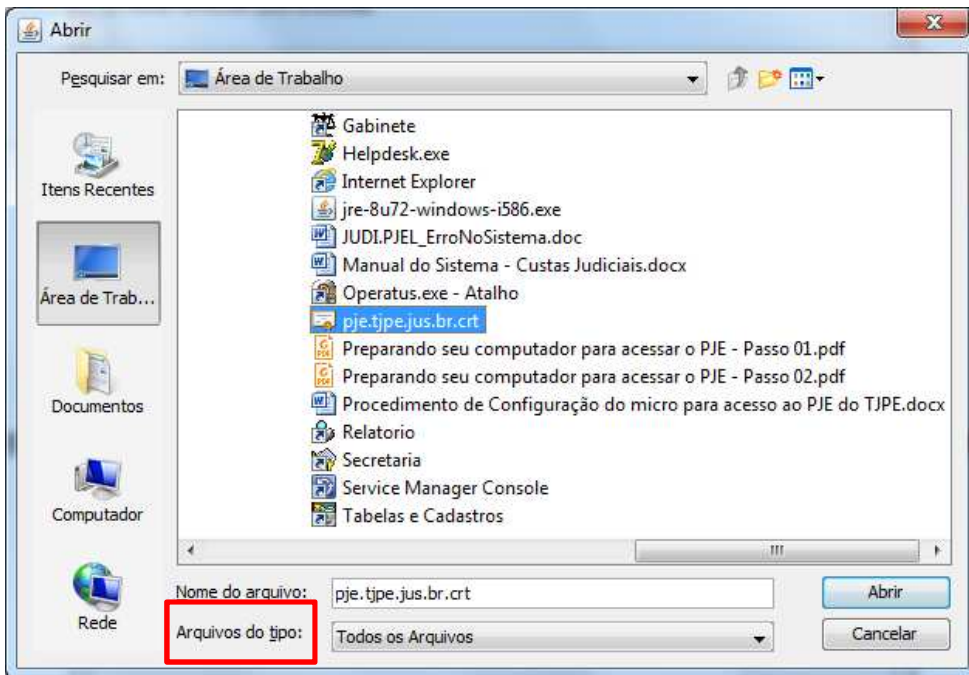 Abrir
Pesquisar em:
Área de Trabalho
Itens Recentes
Área de Trab...
Documentos
Computador
Rede
Gabinete
Helpdesk.exe
Internet Explorer
jre-8u72-windows-i586.exe
JUDI.PJEL_ErroNoSistema.doc
Manual do Sistema - Custas Judiciais.docx
Operatus.exe - Atalho
pje.tjpe.jus.br.crt
Preparando seu computador para acessar o PJE - Passo 01.pdf
Preparando seu computador para acessar o PJE - Passo 02.pdf
Procedimento de Configuração do micro para acesso ao PJE do TJPE.docx
Relatorio
Secretaria
Service Manager Console
Tabelas e Cadastros
Nome do arquivo:
pje.tjpe.jus.br.crt
Abrir
Arquivos do tipo:
Todos os Arquivos
Cancelar